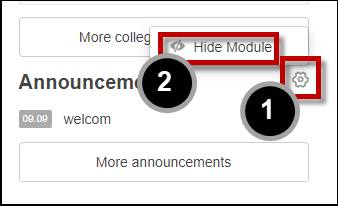 More colleg
Hide Module
2
Announceme
1
09.09 welcom
More announcements